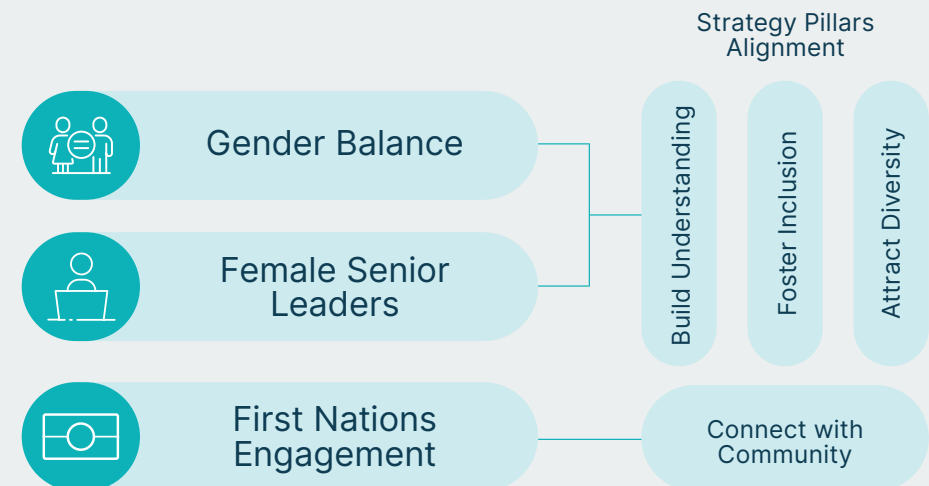 Strategy Pillars
Alignment
Gender Balance
Female Senior
Leaders
First Nations
Engagement
Build Understanding
Foster Inclusion
Attract Diversity
Connect with
Community